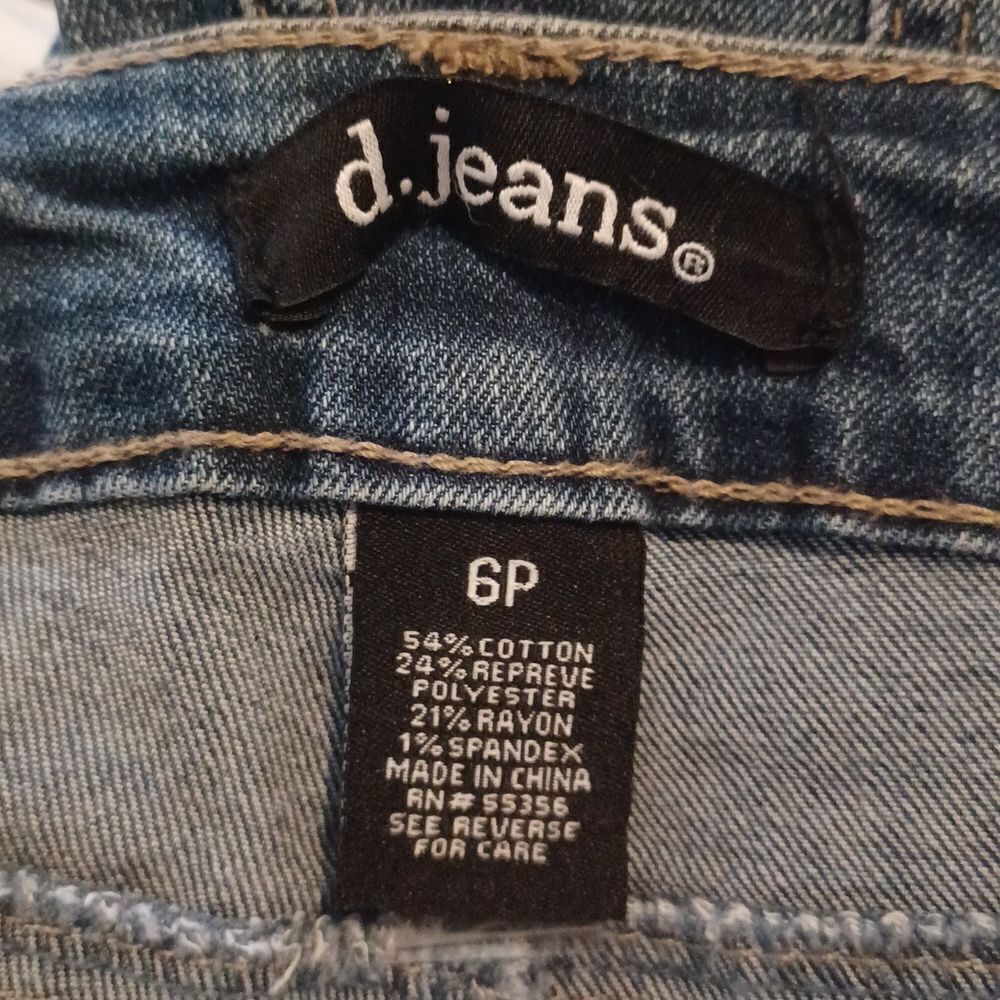 d.jeans®
6P
54% COTTON
24% REPREVE
POLYESTER
21% RAYON
1% SPANDEX
MADE IN CHINA
RN# 55356
SEE REVERSE
FOR CARE